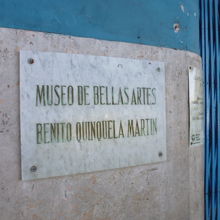 MUSEO DE BELLAS ARTES
BENITO QUINQUELA MARTIN